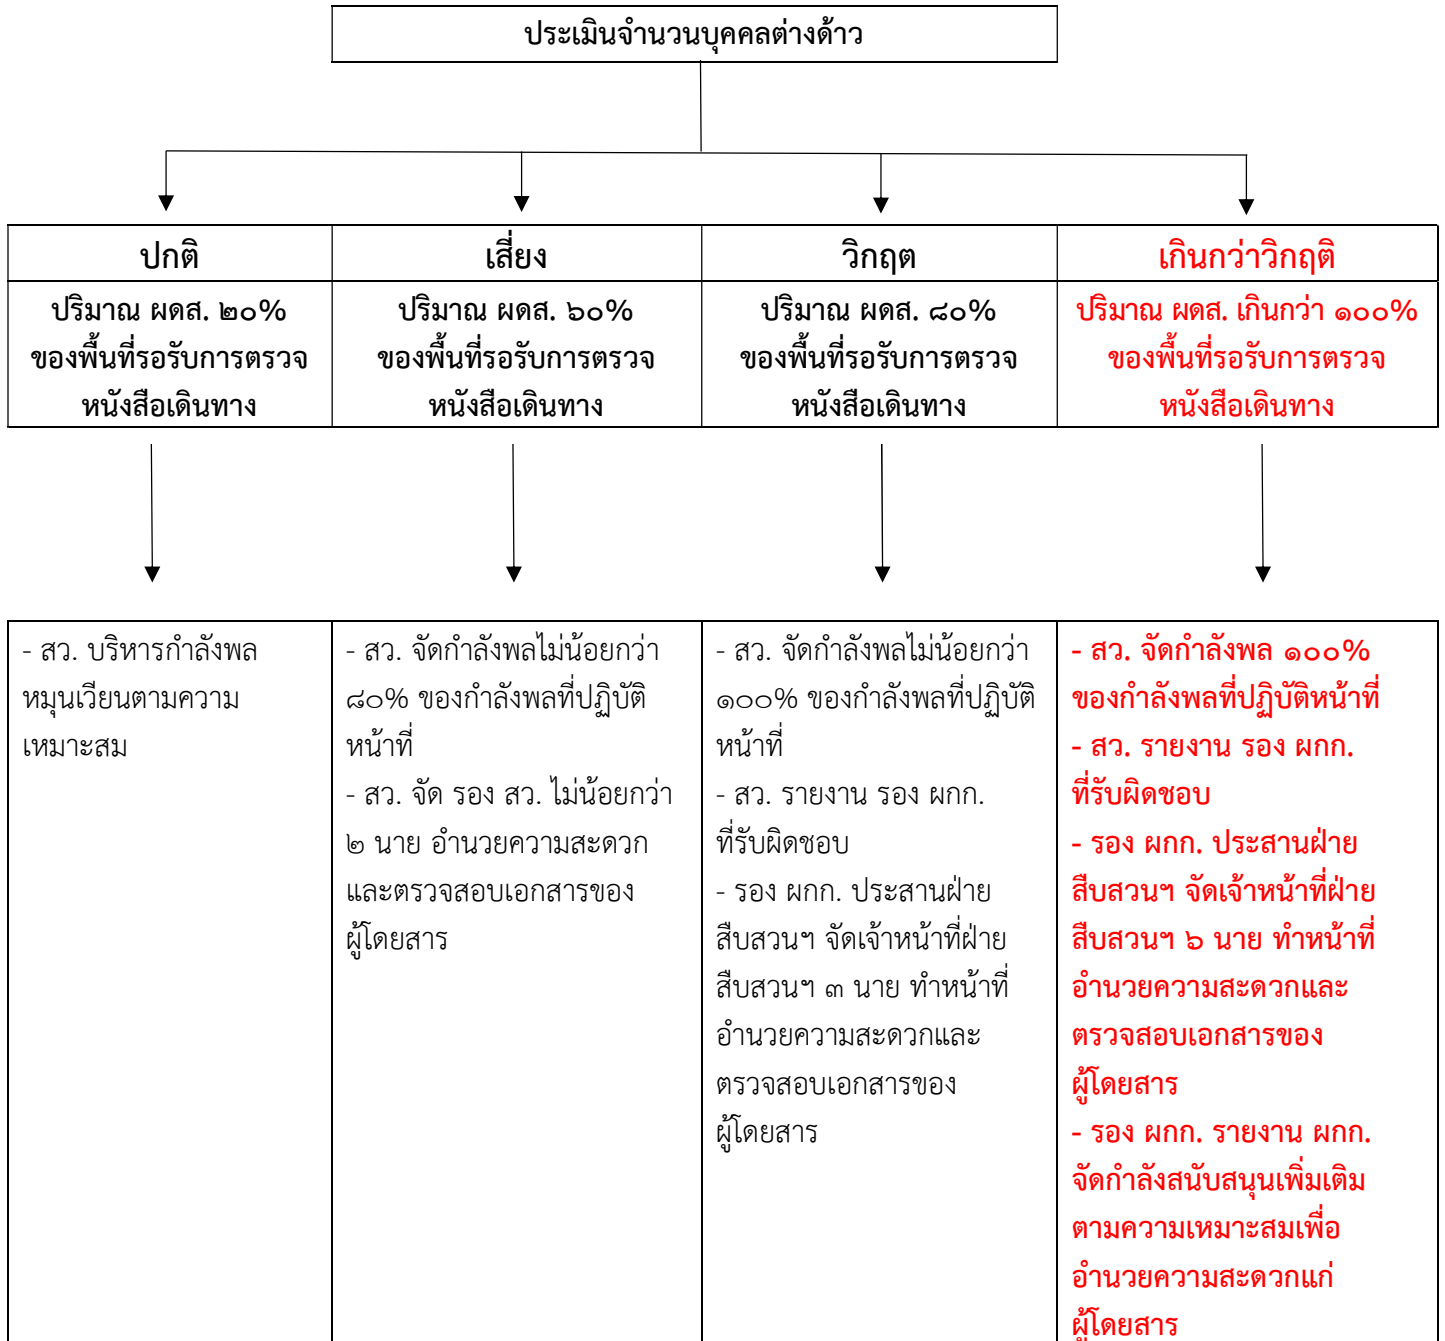 ประเมินจำนวนบุคคลต่างด้าว
ปกติ
เสี่ยง
วิกฤต
เกินกว่าวิกฤติ
ปริมาณ ผดส. ๒๐%
ของพื้นที่รอรับการตรวจ
หนังสือเดินทาง
ปริมาณ ผดส. ๖๐%
ของพื้นที่รอรับการตรวจ
หนังสือเดินทาง
ปริมาณ ผดส. ๘๐%
ของพื้นที่รอรับการตรวจ
หนังสือเดินทาง
ปริมาณ ผดส. เกินกว่า ๑๐๐%
ของพื้นที่รอรับการตรวจ
หนังสือเดินทาง
- สว. บริหารกำลังพล
หมุนเวียนตามความ
เหมาะสม
- สว. จัดกำลังพลไม่น้อยกว่า
๘๐% ของกำลังพลที่ปฏิบัติ
หน้าที่
- สว. จัด รอง สว. ไม่น้อยกว่า
๒ นาย อำนวยความสะดวก
และตรวจสอบเอกสารของ
ผู้โดยสาร
- สว. จัดกำลังพลไม่น้อยกว่า
๑๐๐% ของกำลังพลที่ปฏิบัติ
หน้าที่
- สว. รายงาน รอง ผกก.
ที่รับผิดชอบ
- รอง ผกก. ประสานฝ่าย
สืบสวนฯ จัดเจ้าหน้าที่ฝ่าย
สืบสวนฯ ๓ นาย ทำหน้าที่
อำนวยความสะดวกและ
ตรวจสอบเอกสารของ
ผู้โดยสาร
- สว. จัดกำลังพล ๑๐๐%
ของกำลังพลที่ปฏิบัติหน้าที่
- สว. รายงาน รอง ผกก.
ที่รับผิดชอบ
- รอง ผกก. ประสานฝ่าย
สืบสวนฯ จัดเจ้าหน้าที่ฝ่าย
สืบสวนฯ ๖ นาย ทำหน้าที่
อำนวยความสะดวกและ
ตรวจสอบเอกสารของ
ผู้โดยสาร
- รอง ผกก. รายงาน ผกก.
จัดกำลังสนับสนุนเพิ่มเติม
ตามความเหมาะสมเพื่อ
อำนวยความสะดวกแก่
ผู้โดยสาร